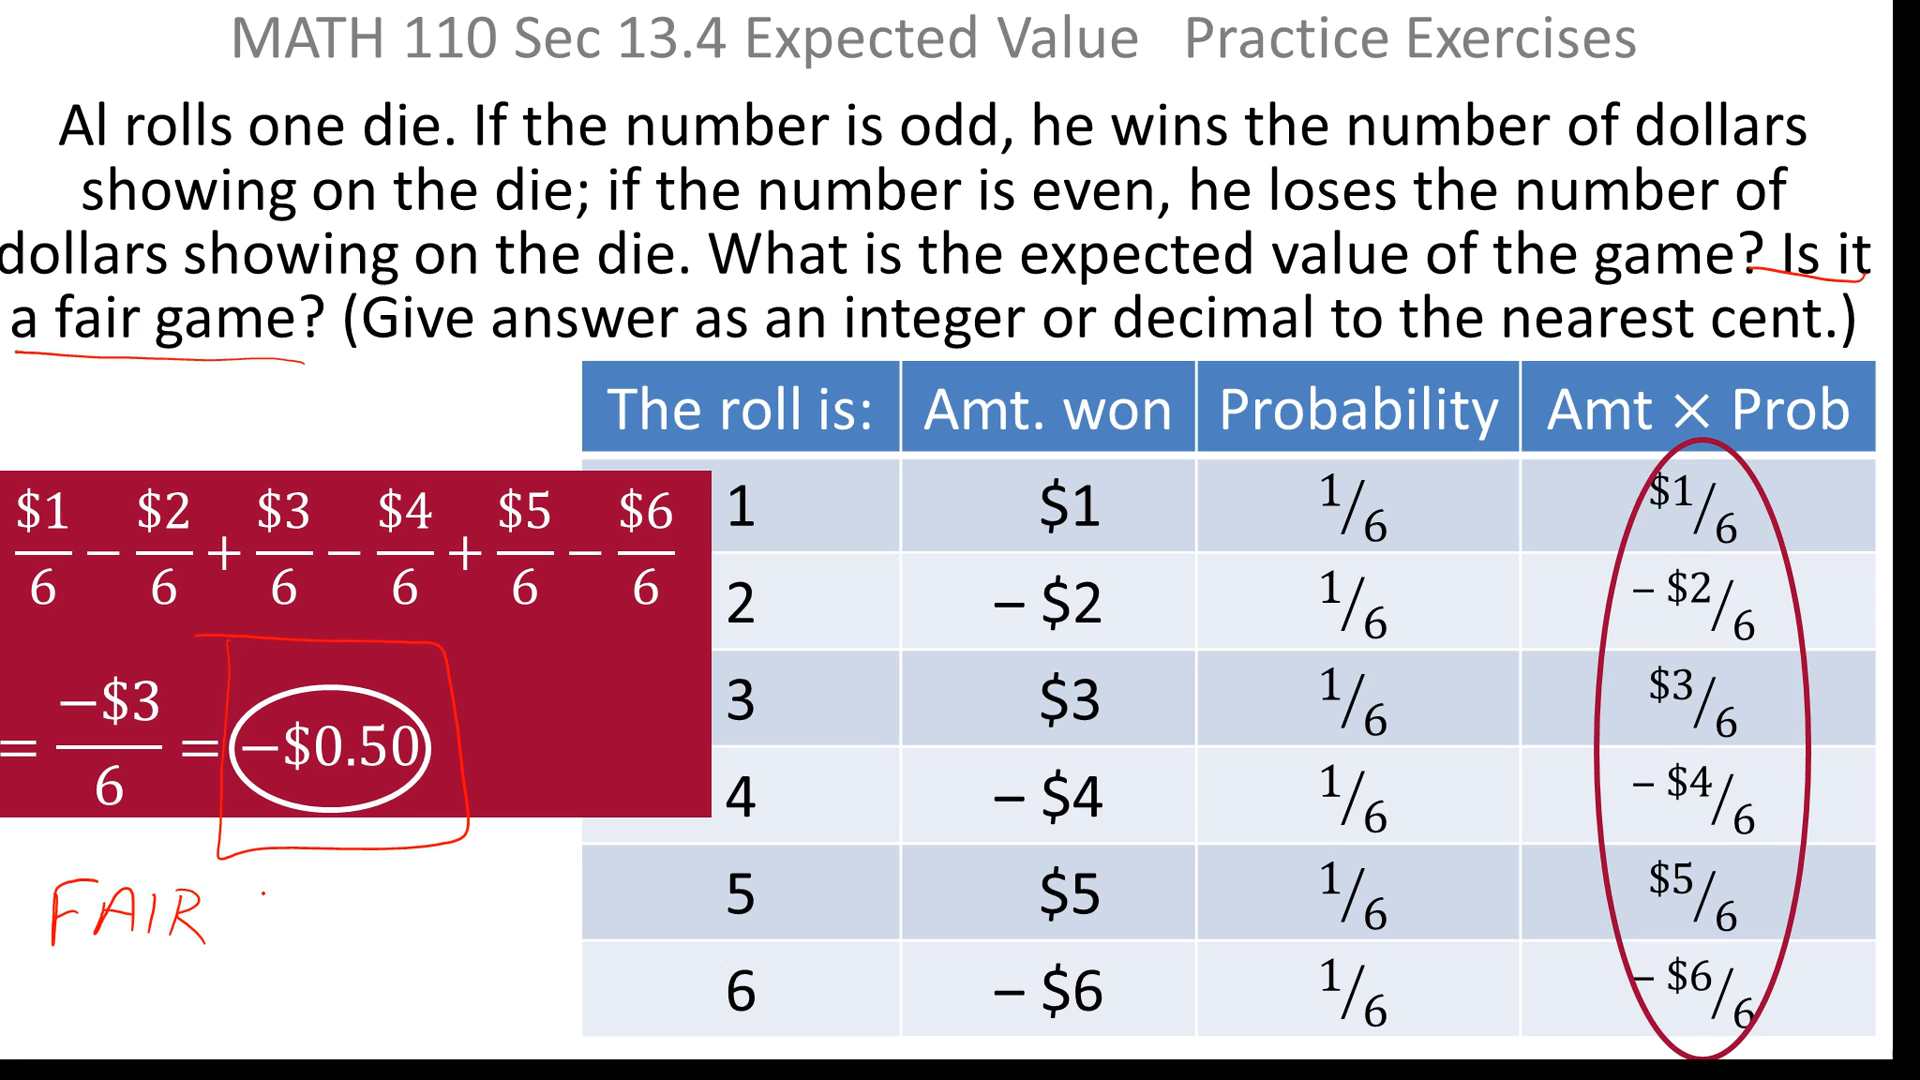 MATH 110 Sec 13.4 Expected Value Practice Exercises
Al rolls one die. If the number is odd, he wins the number of dollars
showing on the die; if the number is even, he loses the number of
dollars showing on the die. What is the expected value of the game? Is it
a fair game? (Give answer as an integer or decimal to the nearest cent.)
The roll is: Amt. won Probability Amt × Prob
1 $1 1/6 $1/6
2 – $2 1/6 – $2/6
3 $3 1/6 $3/6
4 – $4 1/6 – $4/6
5 $5 1/6 $5/6
6 – $6 1/6 – $6/6
$1/6 − $2/6 + $3/6 − $4/6 + $5/6 − $6/6
= −$3/6 = −$0.50
FAIR